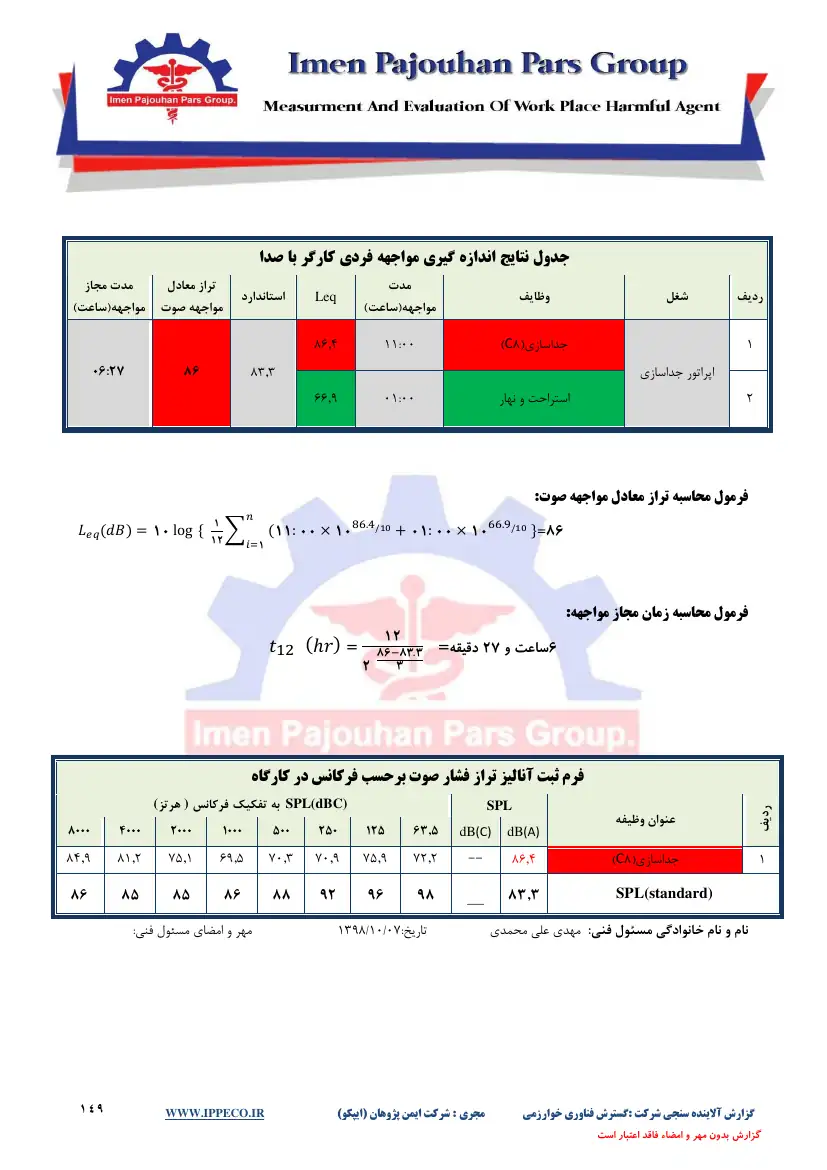 Imen Pajouhan Pars Group
Imen Pajouhan Pars Group.
Measurment And Evaluation Of Work Place Harmful Agent
جدول نتایج اندازه گیری مواجهه فردی کارگر با صدا
ردیف شغل وظایف مدت مواجهه(ساعت) Leq استاندارد تراز معادل مواجهه صوت مدت مجاز مواجهه(ساعت)
۱ اپراتور جداسازی جداسازی(C۸) ۱۱:۰۰ ۸۶,۴ ۸۳,۳ ۸۶ ۰۶:۲۷
۲ استراحت و نهار ۰۱:۰۰ ۶۶,۹
فرمول محاسبه تراز معادل مواجهه صوت:
Leq(dB) = ۱۰ log { ۱/۱۲ ∑ⁿᵢ₌۱ (۱۱: ۰۰ × ۱۰^86.4/۱۰ + ۰۱: ۰۰ × ۱۰^66.9/۱۰ }=۸۶
فرمول محاسبه زمان مجاز مواجهه:
t12 (hr) = ۱۲ / ۲^(۸۶−۸۳.۳/۳) = ۶ساعت و ۲۷ دقیقه
Imen Pajouhan Pars Group.
فرم ثبت آنالیز تراز فشار صوت برحسب فرکانس در کارگاه
ردیف عنوان وظیفه SPL SPL(dBC) به تفکیک فرکانس ( هرتز)
dB(A) dB(C) ۶۳.۵ ۱۲۵ ۲۵۰ ۵۰۰ ۱۰۰۰ ۲۰۰۰ ۴۰۰۰ ۸۰۰۰
۱ جداسازی(C۸) ۸۶,۴ -- ۷۲,۲ ۷۵,۹ ۷۰,۹ ۷۰,۳ ۶۹,۵ ۷۵,۱ ۸۱,۲ ۸۴,۹
SPL(standard) ۸۳,۳ __ ۹۸ ۹۶ ۹۲ ۸۸ ۸۶ ۸۵ ۸۵ ۸۶
نام و نام خانوادگی مسئول فنی: مهدی علی محمدی تاریخ:۱۳۹۸/۱۰/۰۷ مهر و امضای مسئول فنی:
گزارش آلاینده سنجی شرکت :گسترش فناوری خوارزمی مجری : شرکت ایمن پژوهان (ایپکو) WWW.IPPECO.IR ۱٤۹
گزارش بدون مهر و امضاء فاقد اعتبار است